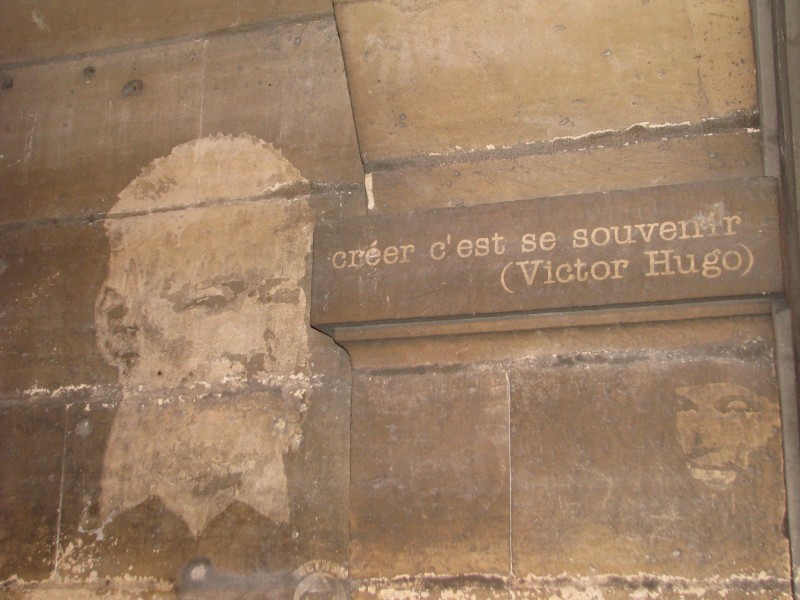 créer c'est se souvenir
(Victor Hugo)